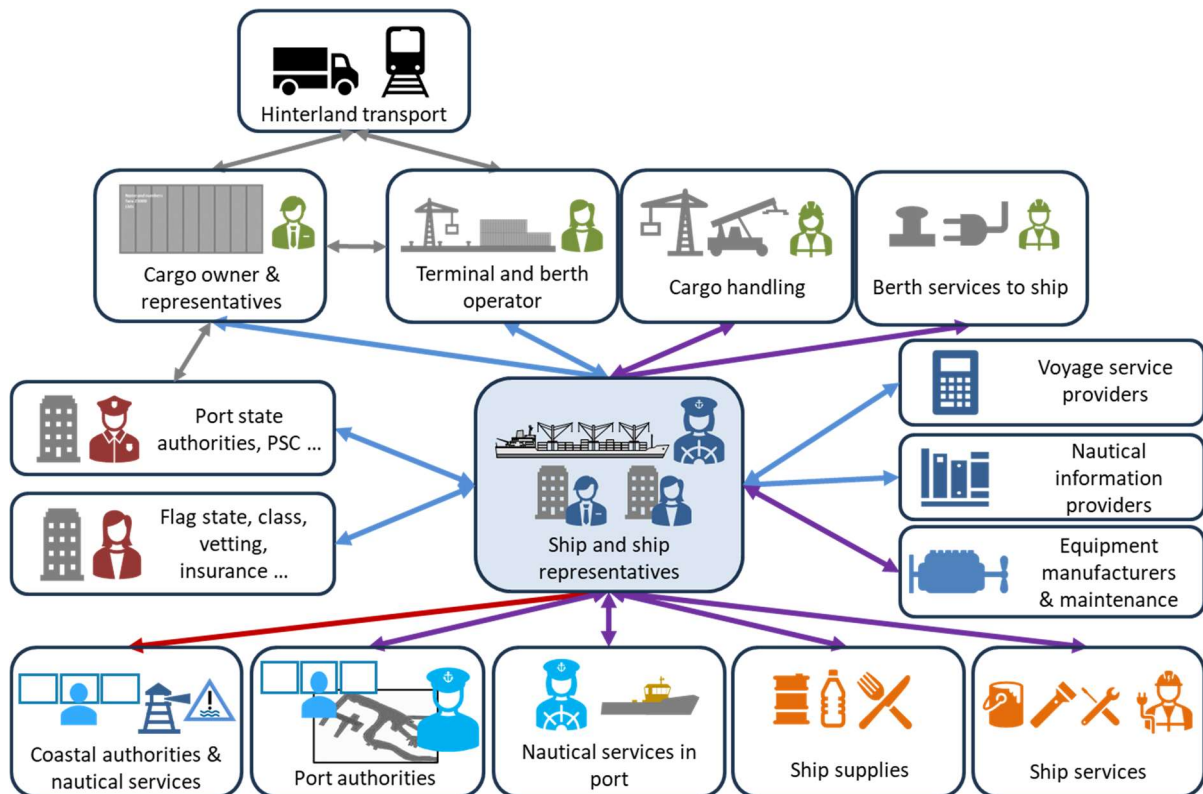 Hinterland transport
Cargo owner &
representatives
Terminal and berth
operator
Cargo handling
Berth services to ship
Port state
authorities, PSC ...
Flag state, class,
vetting,
insurance ...
Ship and ship
representatives
Voyage service
providers
Nautical
information
providers
Equipment
manufacturers
& maintenance
Coastal authorities &
nautical services
Port authorities
Nautical services in
port
Ship supplies
Ship services